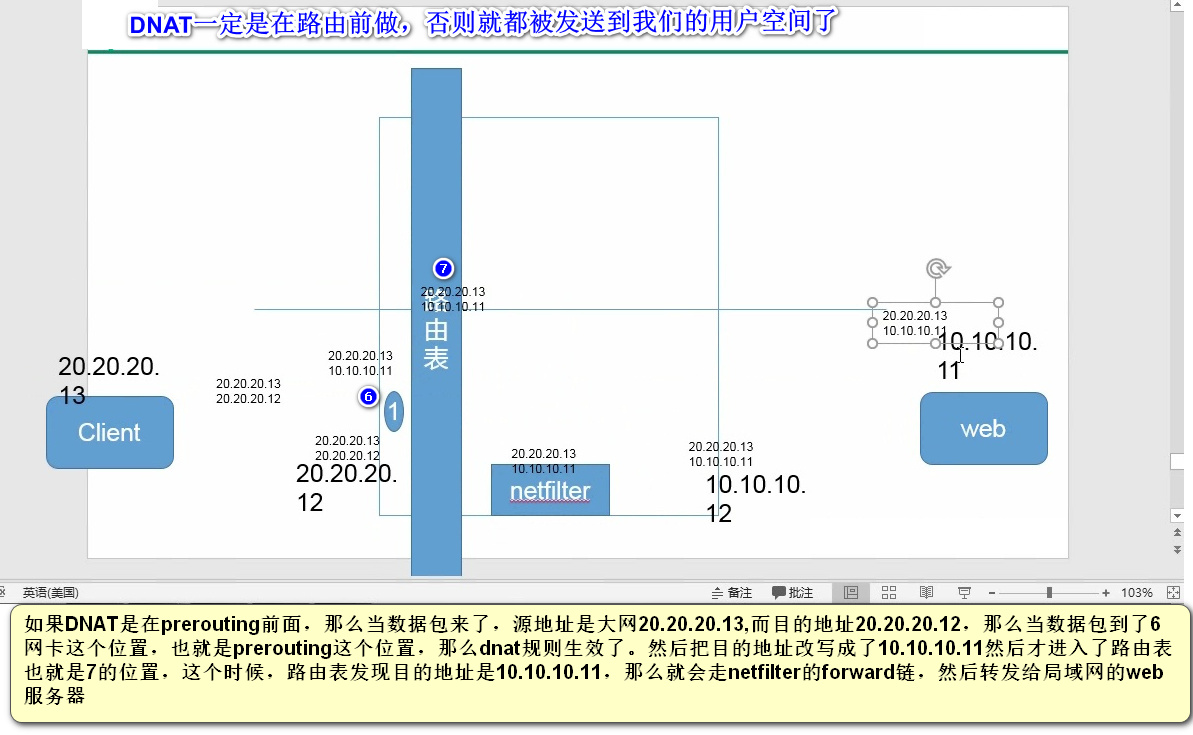 DNAT一定是在路由前做，否则就都被发送到我们的用户空间了
7
20.20.20.13
10.10.10.11
路
由
表
20.20.20.13
10.10.10.11
10.10.10.
11
20.20.20.
13
Client
20.20.20.13
20.20.20.12
20.20.20.13
10.10.10.11
6
1
20.20.20.13
20.20.20.12
20.20.20.
12
20.20.20.13
10.10.10.11
netfilter
20.20.20.13
10.10.10.11
10.10.10.
12
web
英语(美国)
备注
批注
103%
如果DNAT是在prerouting前面，那么当数据包来了，源地址是大网20.20.20.13,而目的地址20.20.20.12，那么当数据包到了6
网卡这个位置，也就是prerouting这个位置，那么dnat规则生效了。然后把目的地址改写成了10.10.10.11然后才进入了路由表
也就是7的位置，这个时候，路由表发现目的地址是10.10.10.11，那么就会走netfilter的forward链，然后转发给局域网的web
服务器